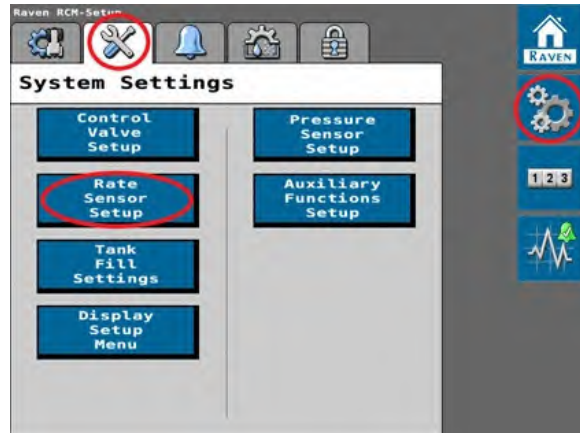 Raven RCM-Setup
RAVEN
System Settings
Control
Valve
Setup
Pressure
Sensor
Setup
Rate
Sensor
Setup
Auxiliary
Functions
Setup
1 2 3
Tank
Fill
Settings
Display
Setup
Menu